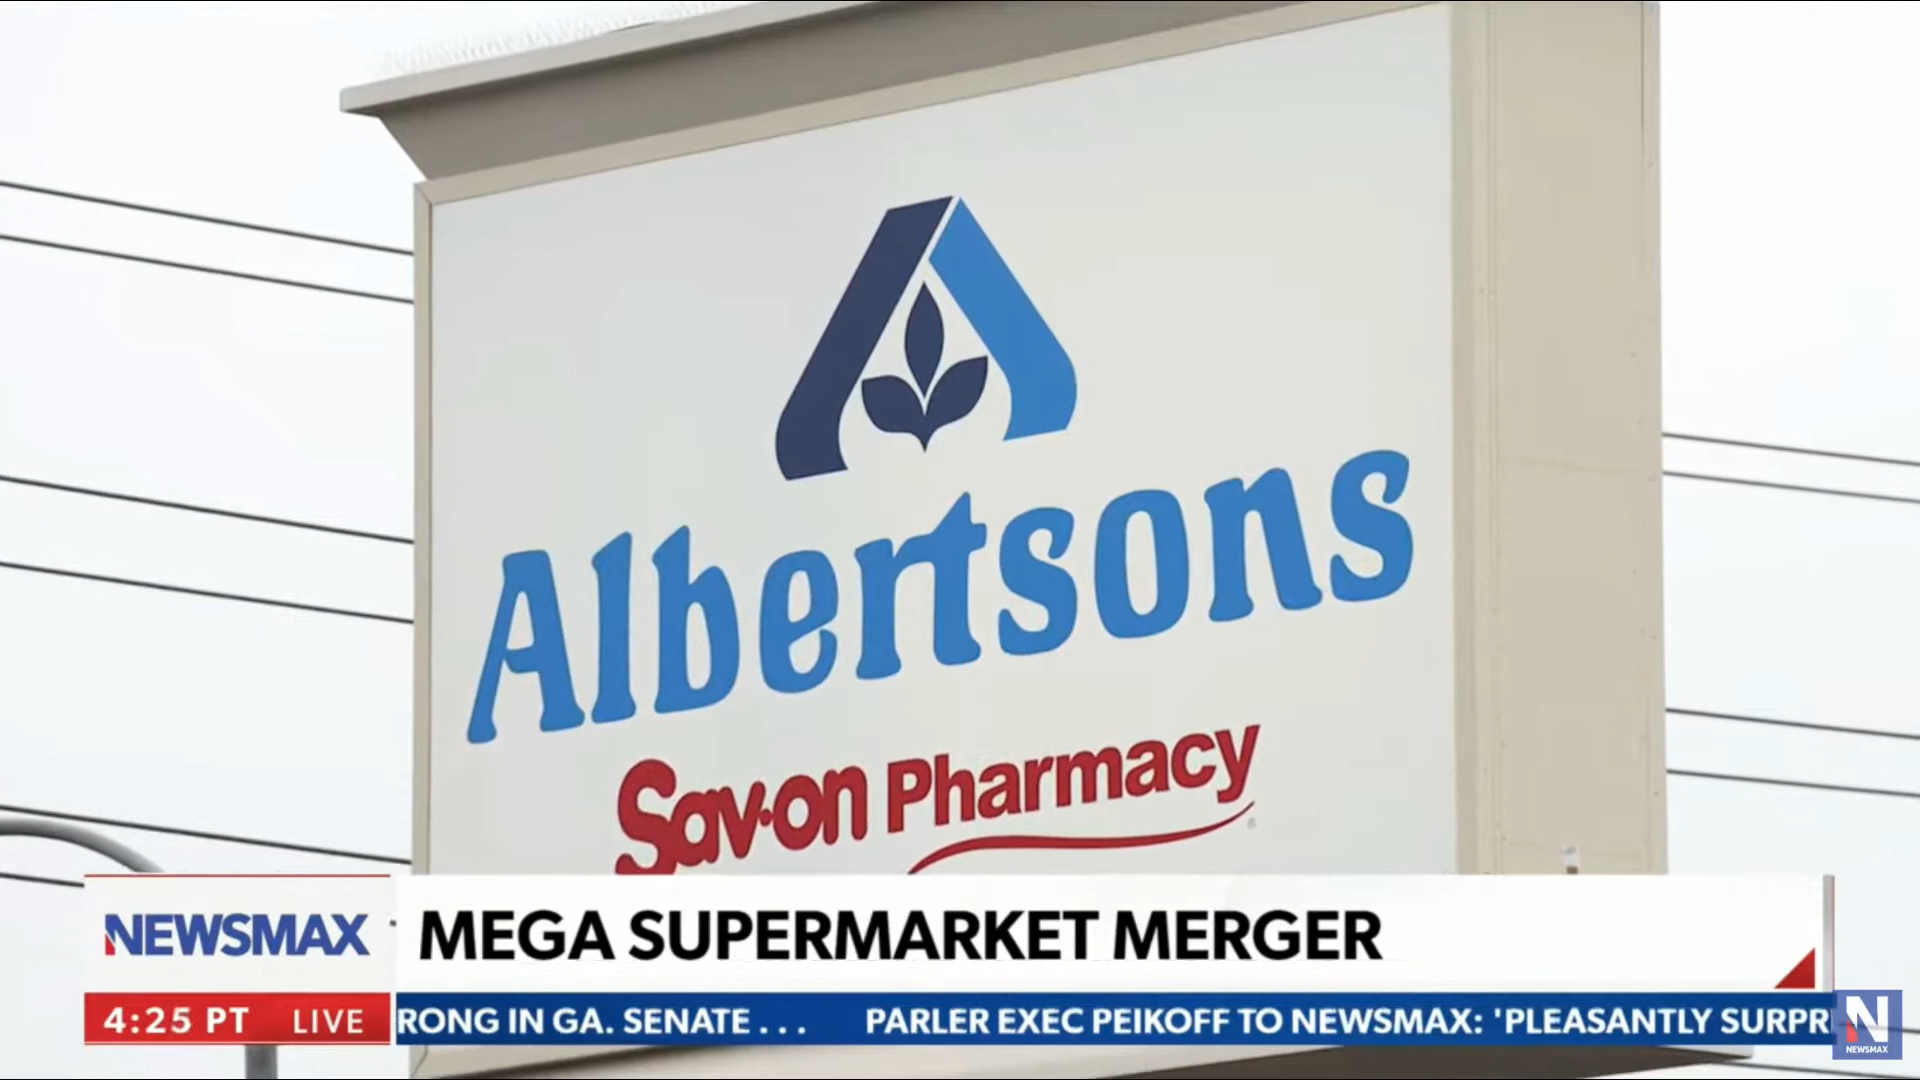 Albertsons
Sav-on Pharmacy
NEWSMAX
MEGA SUPERMARKET MERGER
4:25 PT LIVE
RONG IN GA. SENATE... PARLER EXEC PEIKOFF TO NEWSMAX: 'PLEASANTLY SURPR
N
NEWSMAX